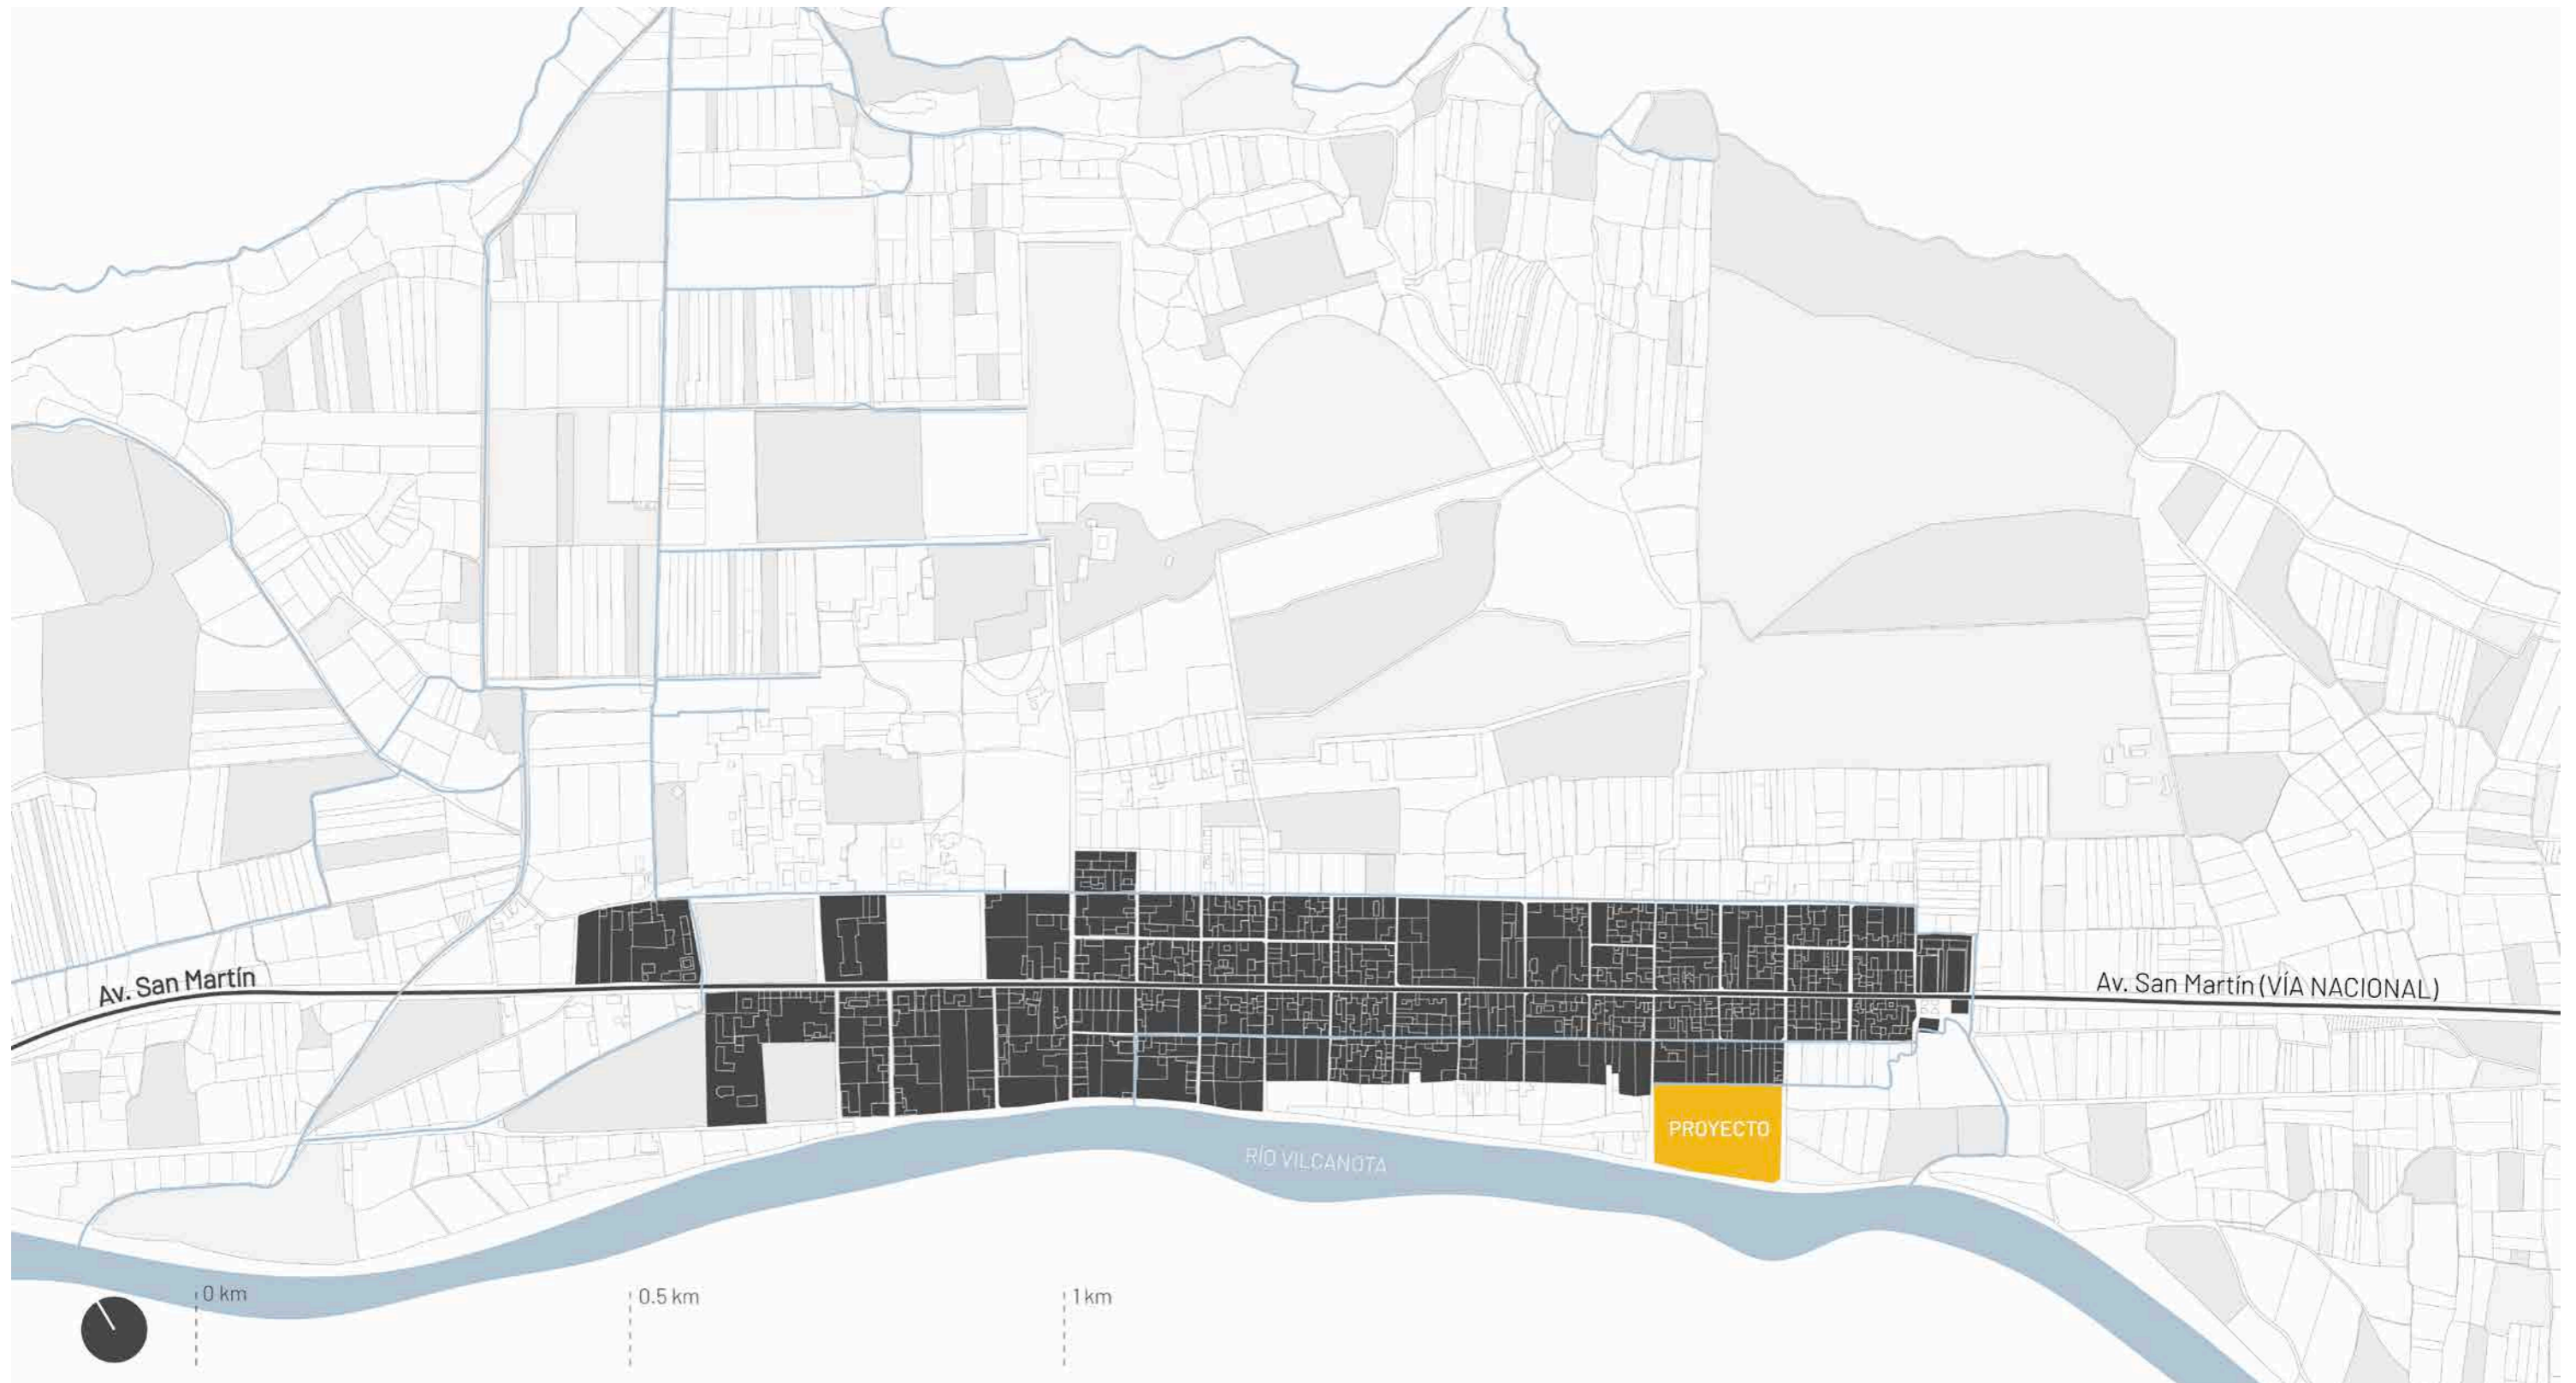 Av. San Martín
Av. San Martín (VÍA NACIONAL)
PROYECTO
RÍO VILCANOTA
0 km
0.5 km
1 km